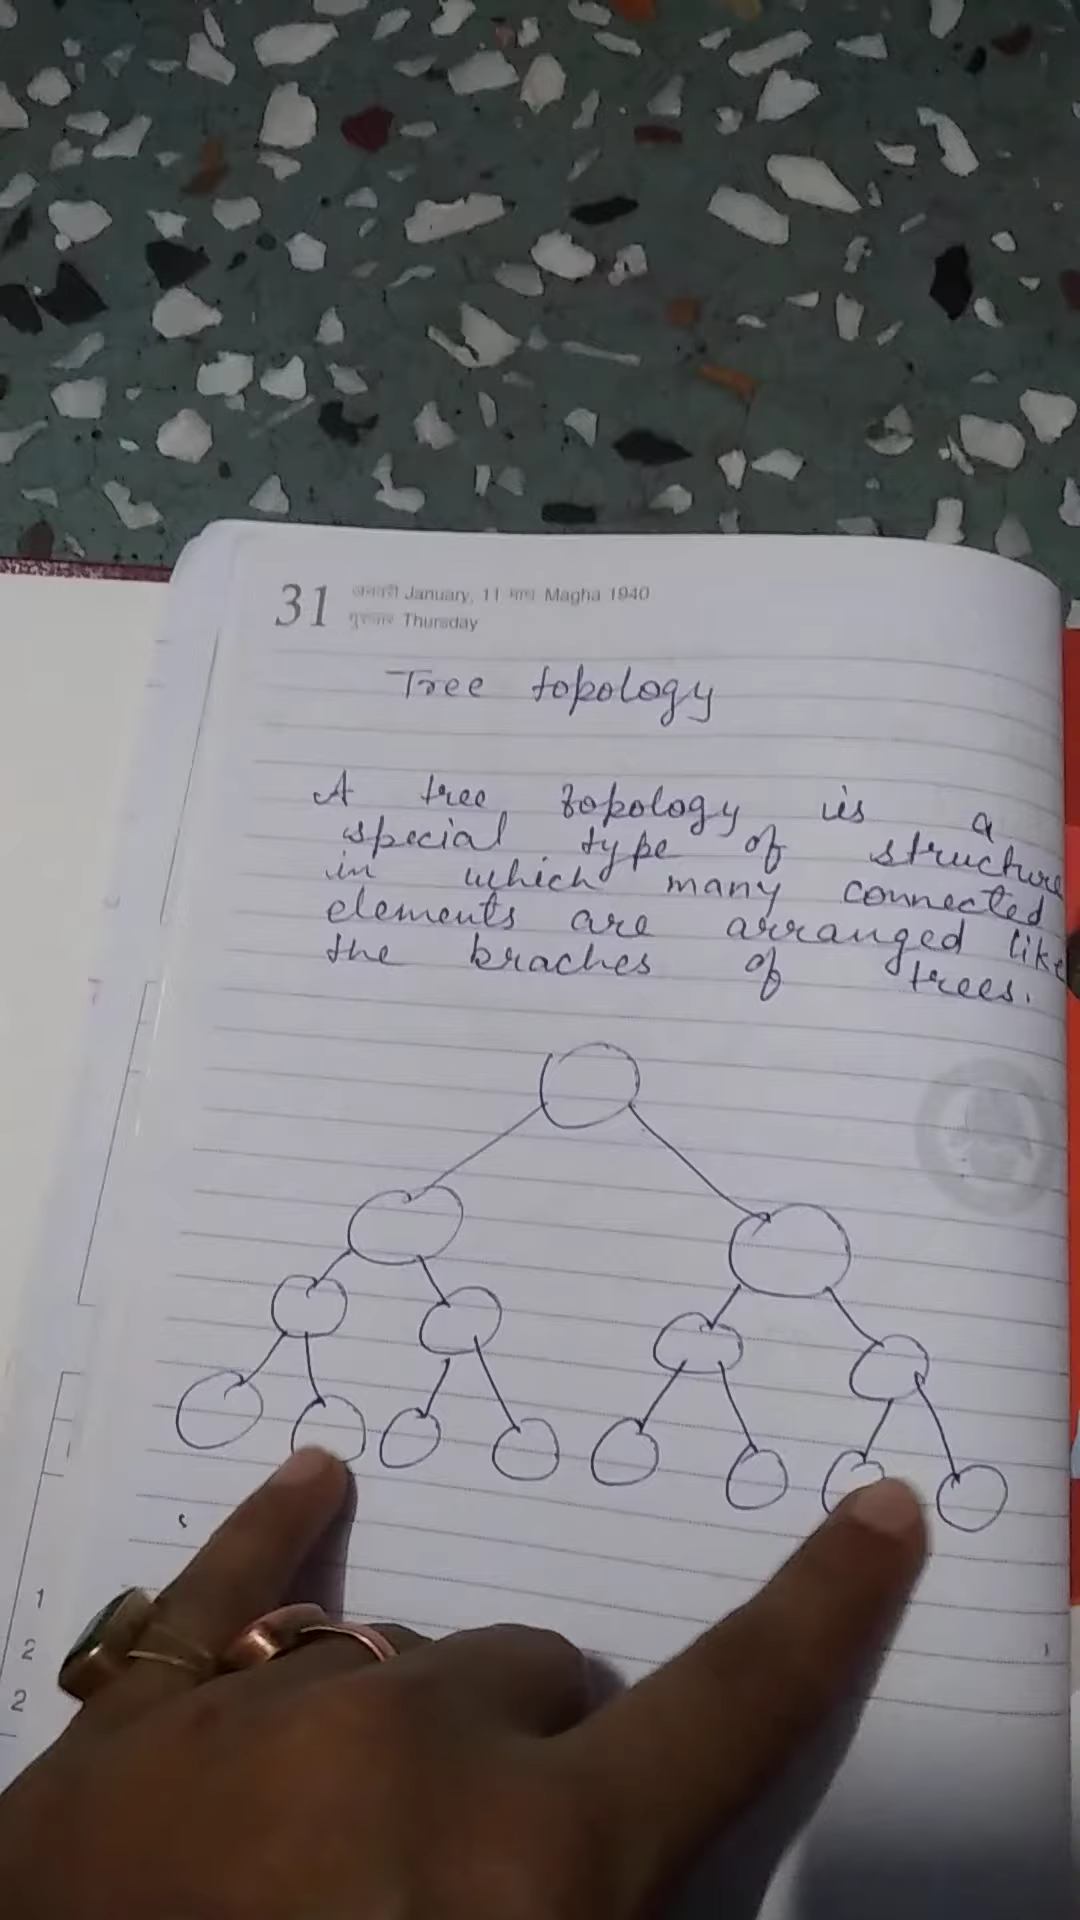 31 जनवरी January, 11 माघ Magha 1940
गुरुवार Thursday
Tree topology
A tree topology is a
special type of structure
in which many connected
elements are arranged like
the braches of trees.
1
2
2